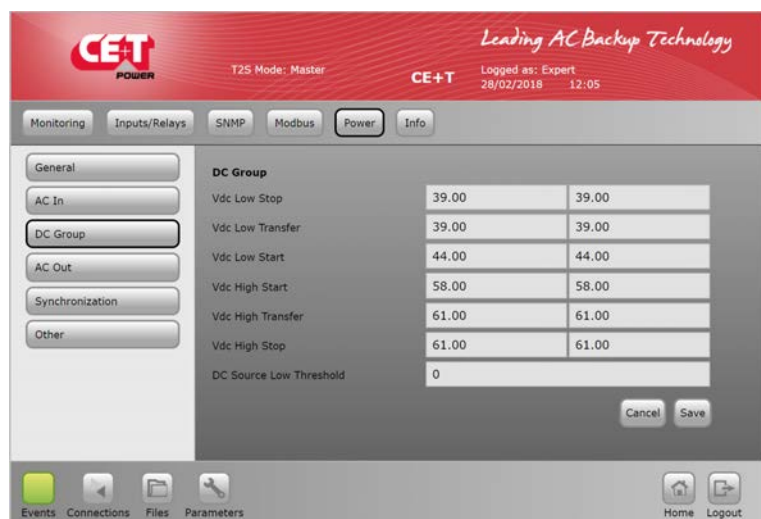 CE+T
POWER
Leading AC Backup Technology
T2S Mode: Master
CE+T
Logged as: Expert
28/02/2018 12:05
Monitoring Inputs/Relays SNMP Modbus Power Info
General
AC In
DC Group
AC Out
Synchronization
Other
DC Group
Vdc Low Stop 39.00 39.00
Vdc Low Transfer 39.00 39.00
Vdc Low Start 44.00 44.00
Vdc High Start 58.00 58.00
Vdc High Transfer 61.00 61.00
Vdc High Stop 61.00 61.00
DC Source Low Threshold 0
Cancel Save
Events Connections Files Parameters Home Logout